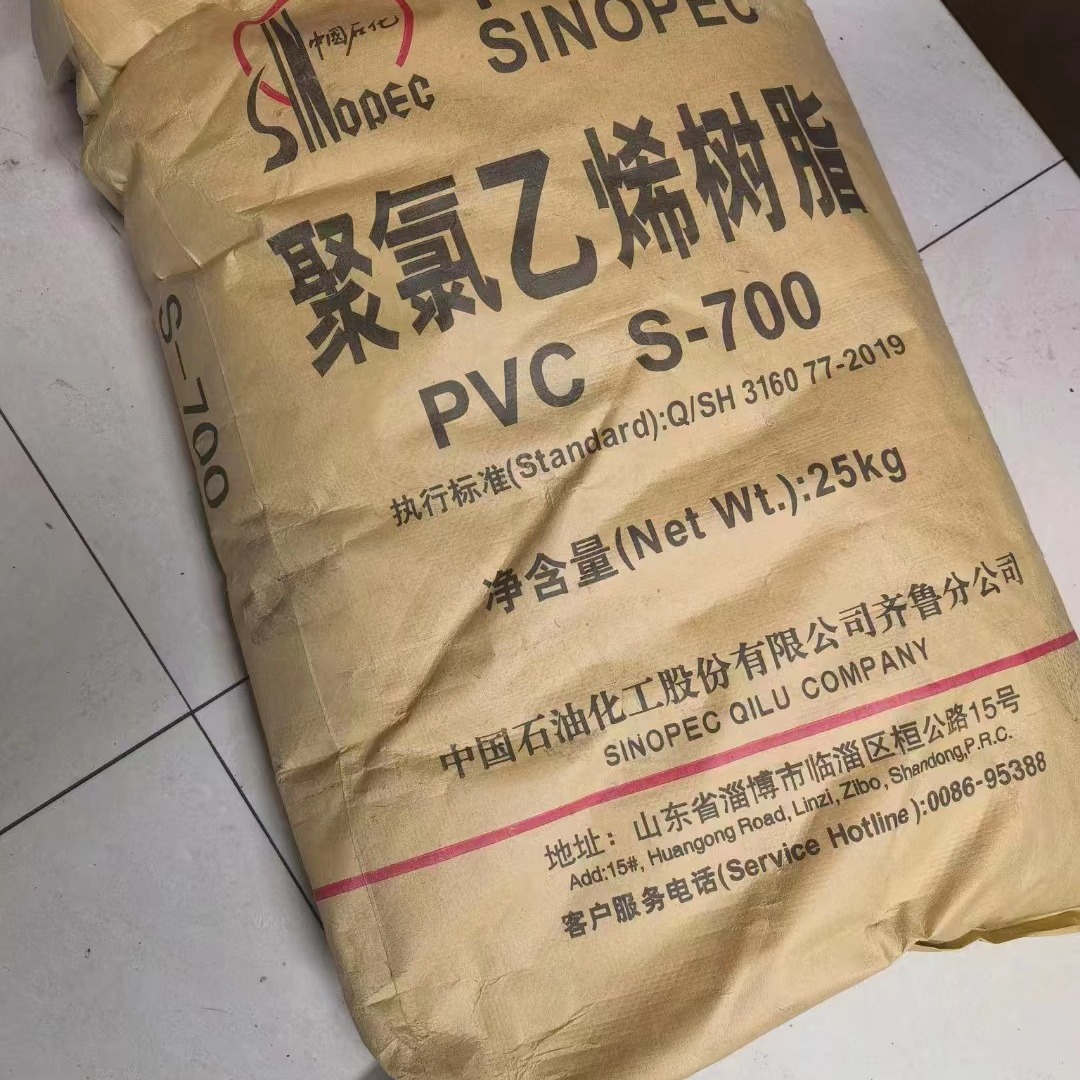 中國石化
SINOPEC
SINOPEC
聚氯乙烯树脂
PVC S-700
执行标准(Standard):Q/SH 3160 77-2019
净含量(Net Wt.):25kg
中国石油化工股份有限公司齐鲁分公司
SINOPEC QILU COMPANY
地址：山东省淄博市临淄区桓公路15号
Add:15#, Huangong Road, Linzi, Zibo, Shandong,P.R.C.
客户服务电话(Service Hotline):0086-95388
S-700